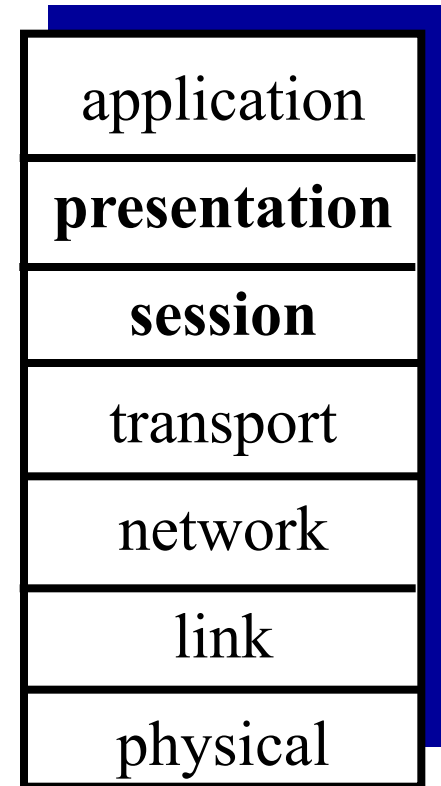 application
presentation
session
transport
network
link
physical